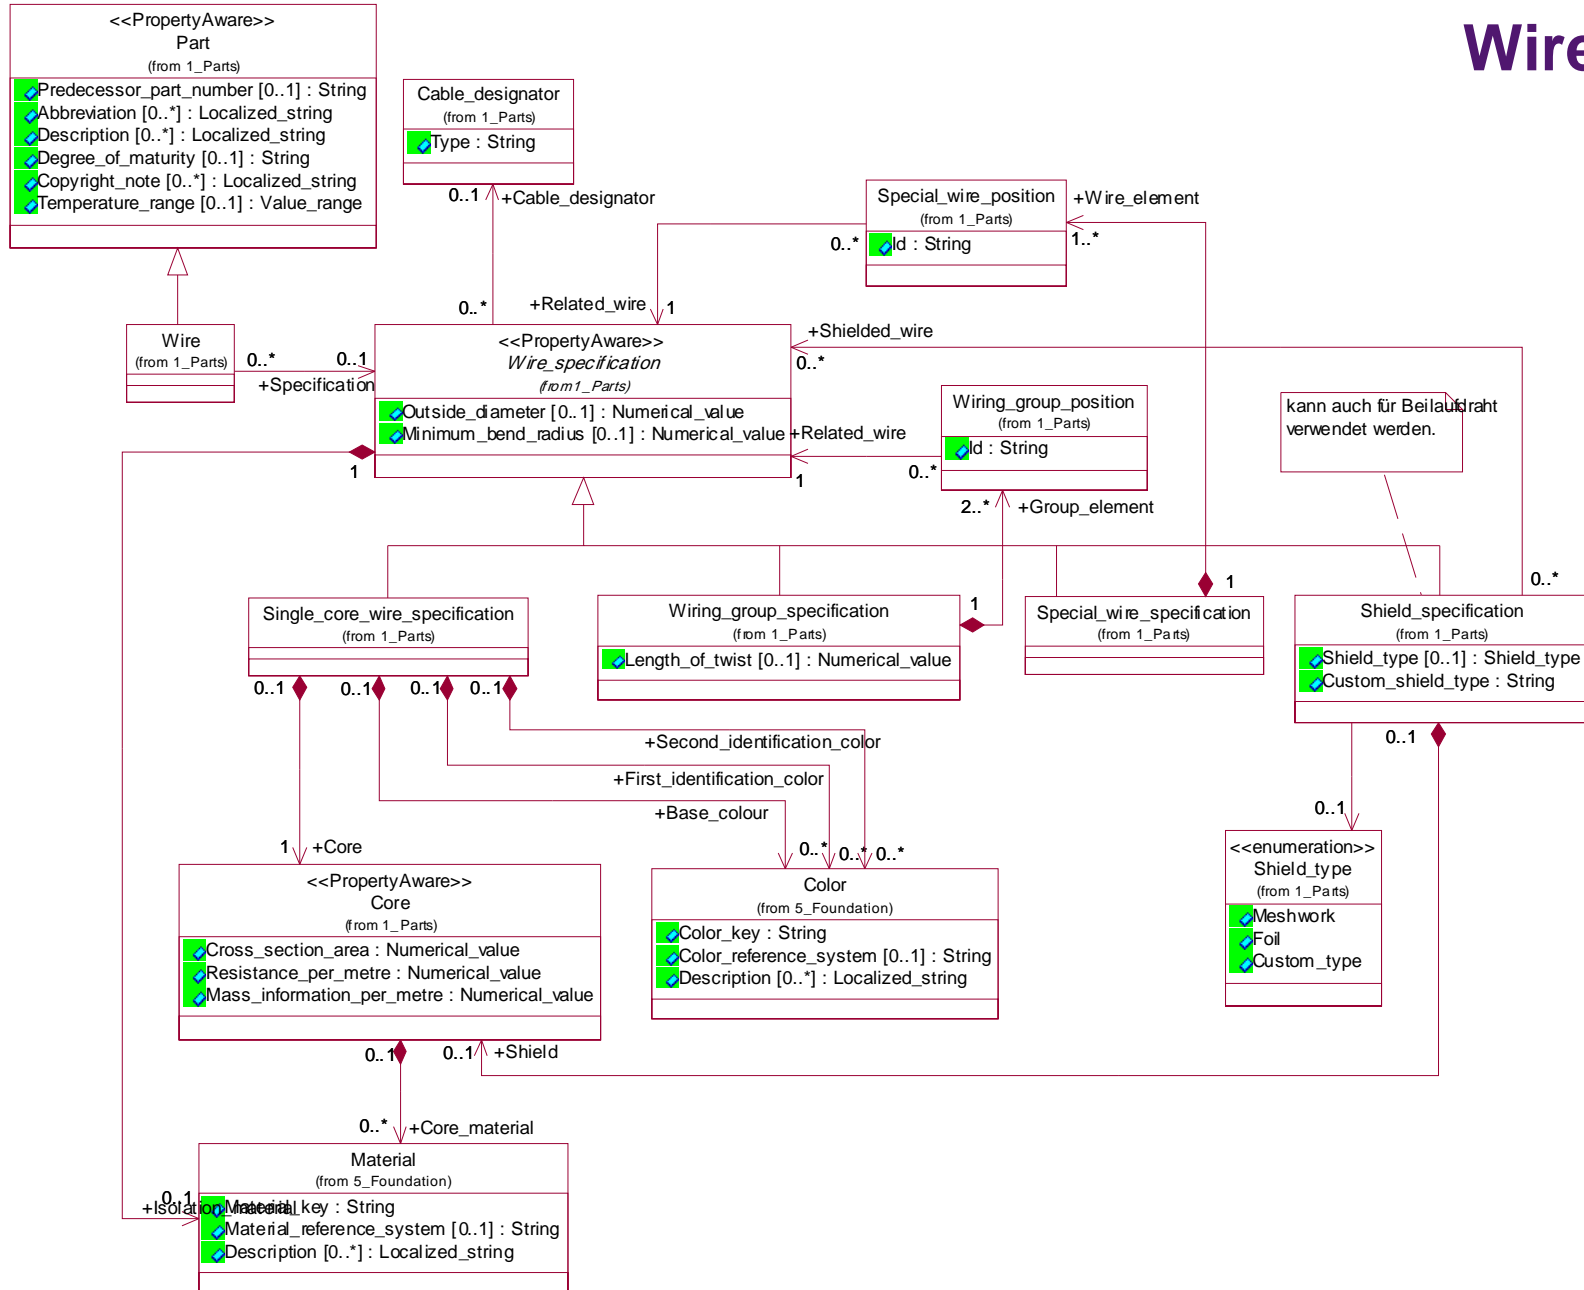 Wire
<<PropertyAware>>
Part
(from 1_Parts)
Predecessor_part_number [0..1] : String
Abbreviation [0..*] : Localized_string
Description [0..*] : Localized_string
Degree_of_maturity [0..1] : String
Copyright_note [0..*] : Localized_string
Temperature_range [0..1] : Value_range
Cable_designator
(from 1_Parts)
Type : String
0..1
+Cable_designator
0..*
Special_wire_position
(from 1_Parts)
Id : String
+Wire_element
1..*
0..*
+Related_wire
1
Wire
(from 1_Parts)
0..*
0..1
+Specification
<<PropertyAware>>
Wire_specification
(from 1_Parts)
Outside_diameter [0..1] : Numerical_value
Minimum_bend_radius [0..1] : Numerical_value
+Shielded_wire
0..*
1
+Related_wire
1
0..*
Wiring_group_position
(from 1_Parts)
Id : String
2..*
+Group_element
kann auch für Beilaufdraht
verwendet werden.
Single_core_wire_specification
(from 1_Parts)
Wiring_group_specification
(from 1_Parts)
Length_of_twist [0..1] : Numerical_value
1
Special_wire_specification
(from 1_Parts)
1
0..*
Shield_specification
(from 1_Parts)
Shield_type [0..1] : Shield_type
Custom_shield_type : String
0..1
0..1
0..1
0..1
0..1
+Second_identification_color
+First_identification_color
+Base_colour
0..*
0..*
0..*
1
+Core
0..1
<<PropertyAware>>
Core
(from 1_Parts)
Cross_section_area : Numerical_value
Resistance_per_metre : Numerical_value
Mass_information_per_metre : Numerical_value
Color
(from 5_Foundation)
Color_key : String
Color_reference_system [0..1] : String
Description [0..*] : Localized_string
<<enumeration>>
Shield_type
(from 1_Parts)
Meshwork
Foil
Custom_type
0..1
0..1
+Shield
0..*
+Core_material
Material
(from 5_Foundation)
0..1
+Isolation_material
Material_key : String
Material_reference_system [0..1] : String
Description [0..*] : Localized_string